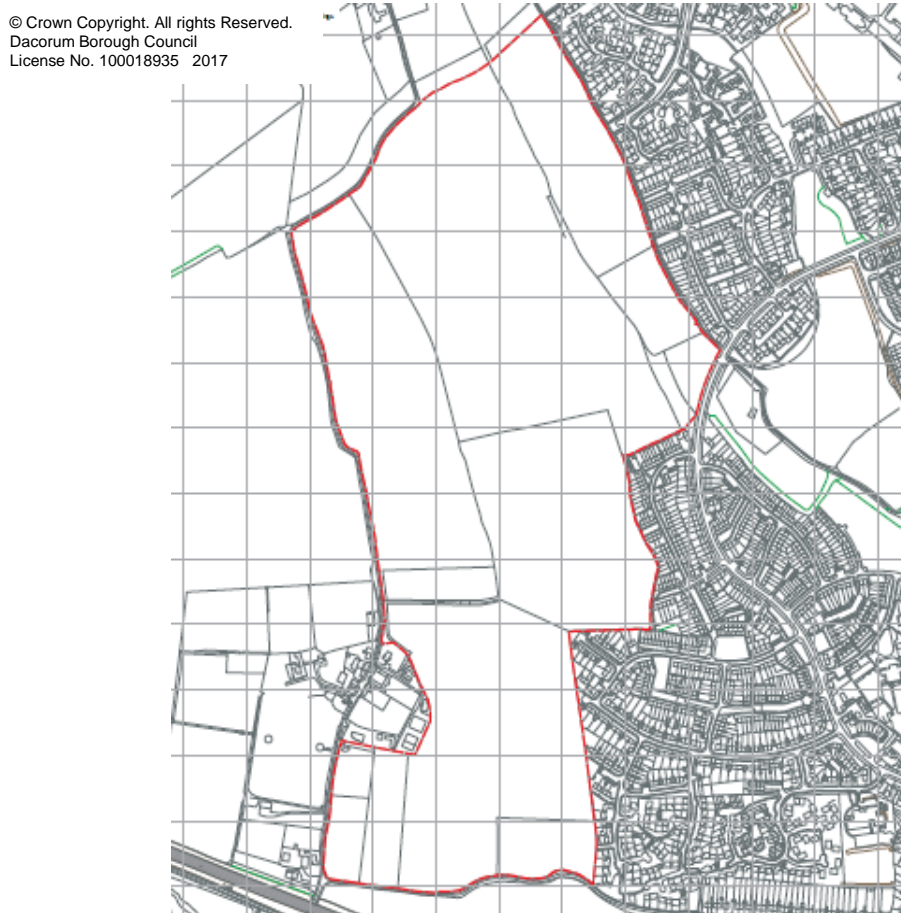 © Crown Copyright. All rights Reserved.
Dacorum Borough Council
License No. 100018935 2017